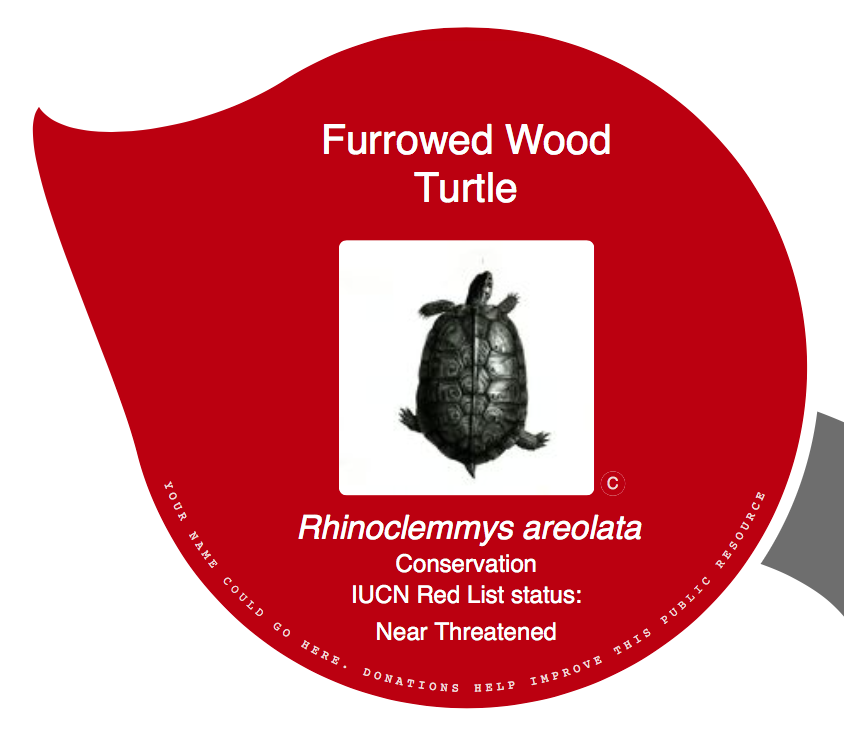 Furrowed Wood
Turtle
C
Rhinoclemmys areolata
Conservation
IUCN Red List status:
Near Threatened
YOUR NAME COULD GO HERE. DONATIONS HELP IMPROVE THIS PUBLIC RESOURCE